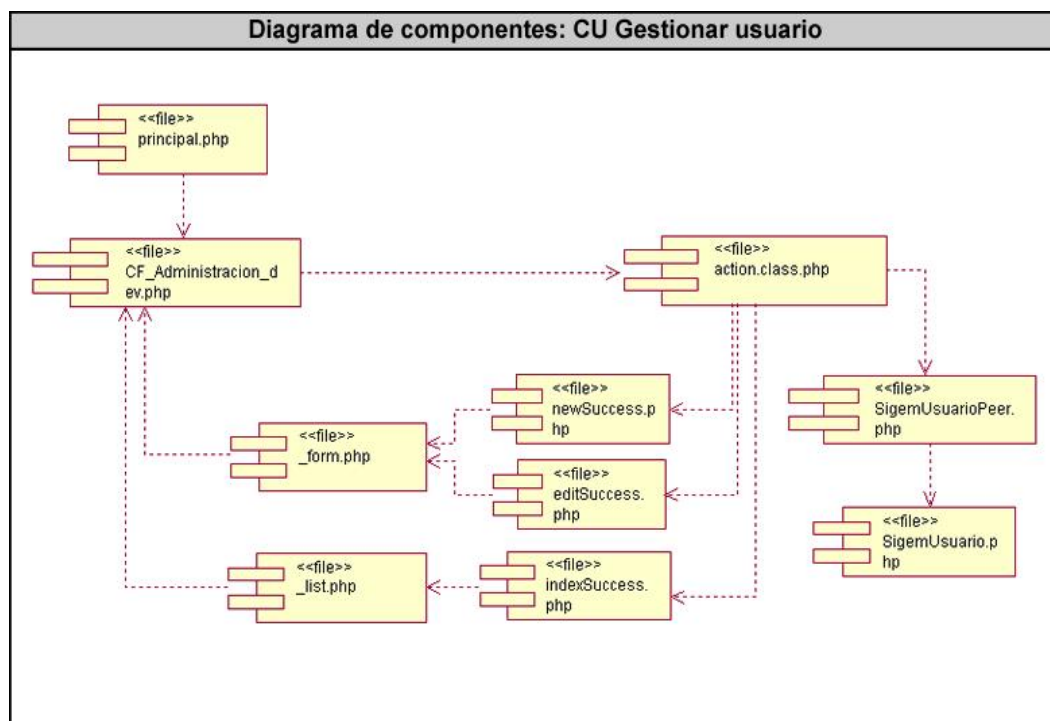 Diagrama de componentes: CU Gestionar usuario
<<file>>
principal.php
<<file>>
CF_Administracion_d
ev.php
<<file>>
action.class.php
<<file>>
newSuccess.p
hp
<<file>>
SigemUsuarioPeer.
php
<<file>>
_form.php
<<file>>
editSuccess.
php
<<file>>
SigemUsuario.p
hp
<<file>>
_list.php
<<file>>
indexSuccess.
php